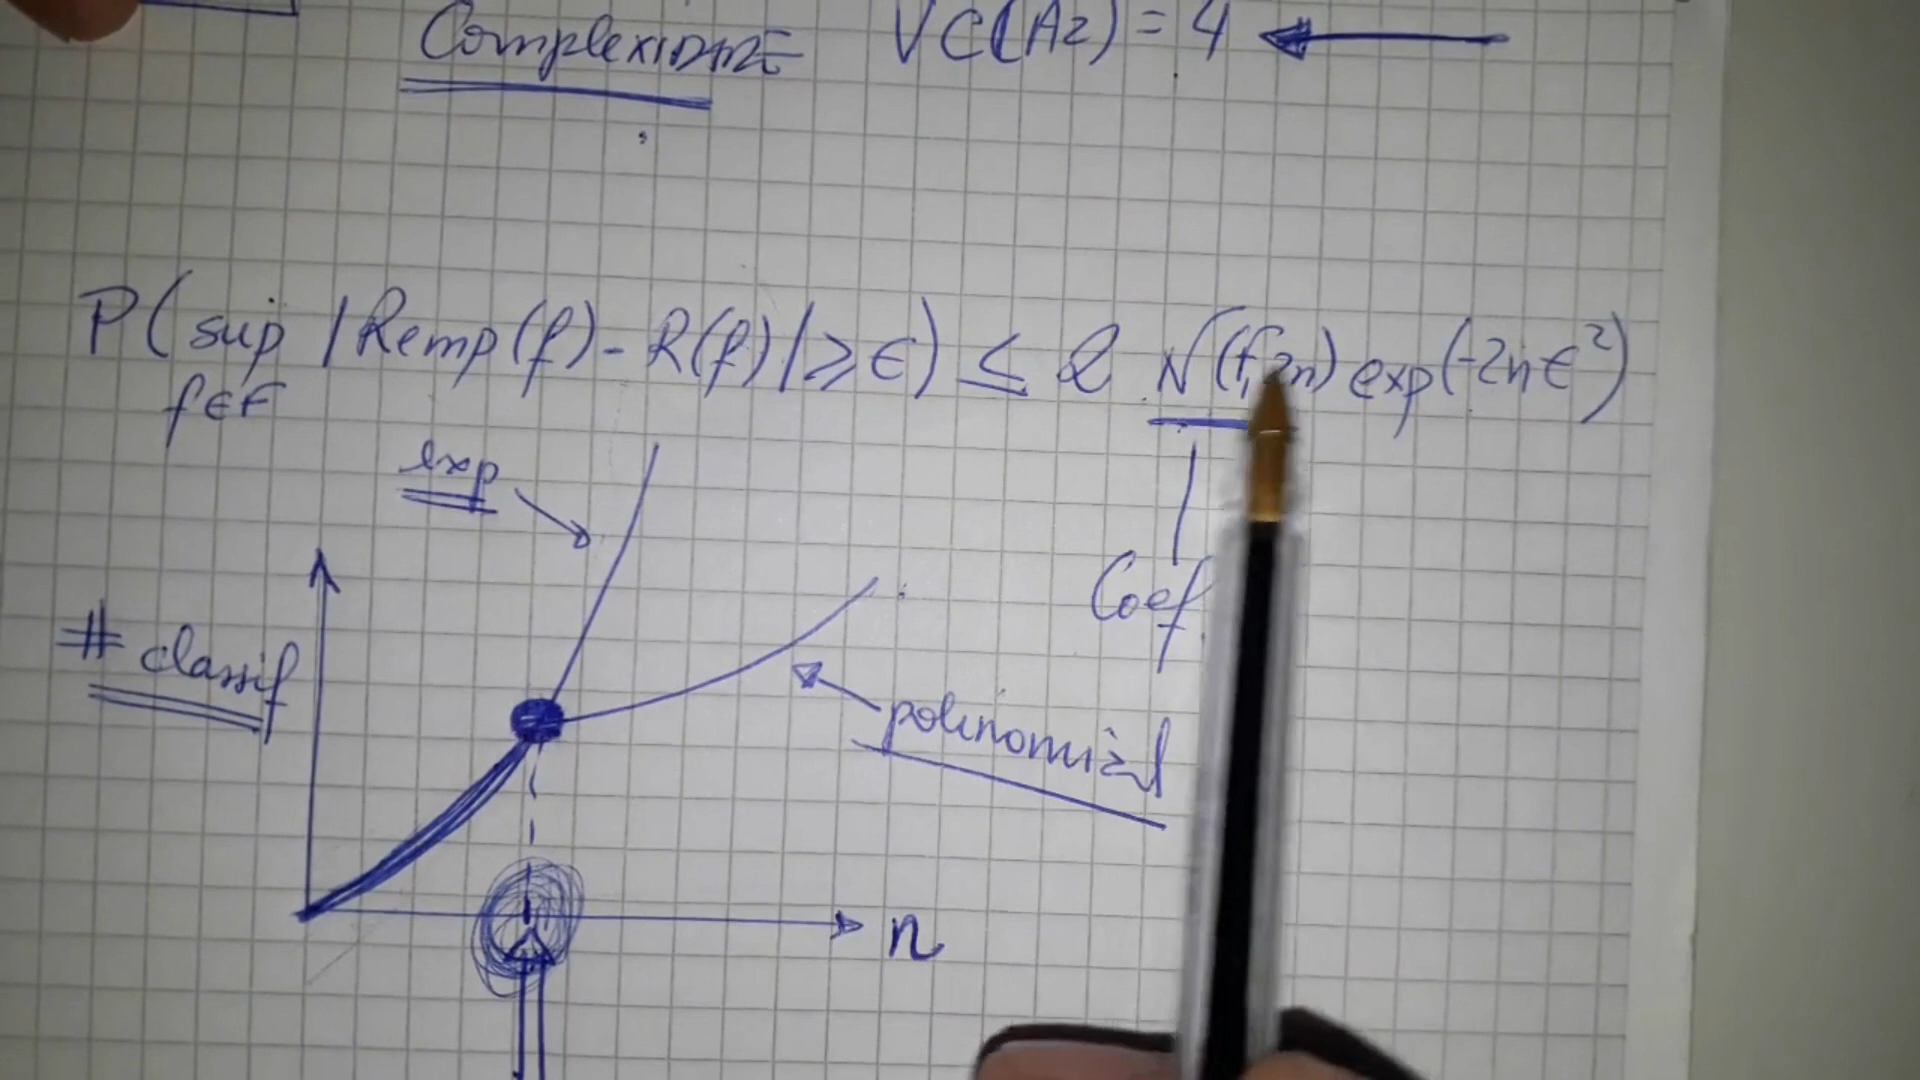 Complexidade VC(A2) = 4
P( sup | Remp(f) - R(f) | ≥ ϵ ) ≤ 2 N(F,2n) exp(-2nϵ²)
f ∈ F
exp
Coef.
# classif
polinomial
n